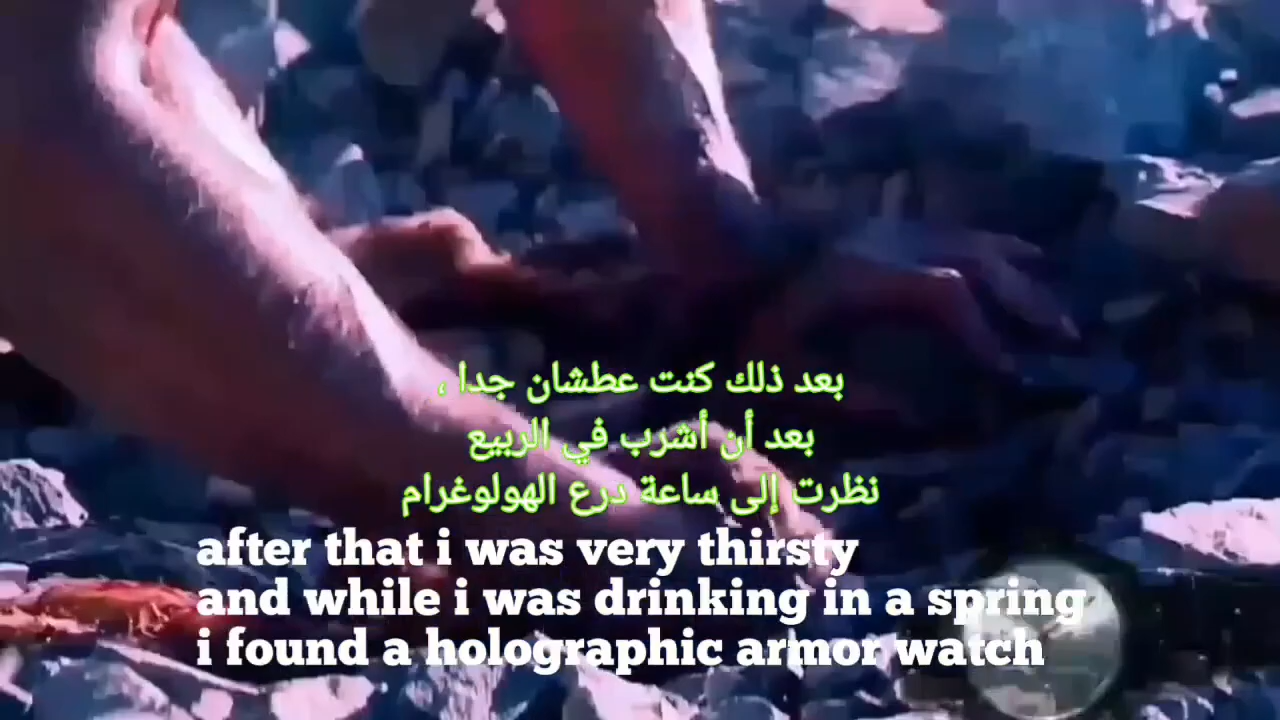 بعد ذلك كنت عطشان جدا ،
بعد أن أشرب في الربيع
نظرت إلى ساعة درع الهولوغرام
after that i was very thirsty
and while i was drinking in a spring
i found a holographic armor watch